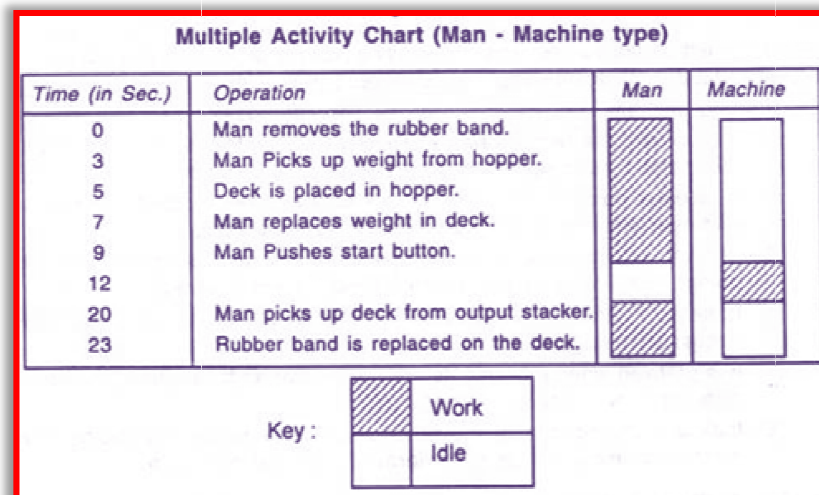 Multiple Activity Chart (Man - Machine type)
Time (in Sec.) Operation Man Machine
0 Man removes the rubber band.
3 Man Picks up weight from hopper.
5 Deck is placed in hopper.
7 Man replaces weight in deck.
9 Man Pushes start button.
12
20 Man picks up deck from output stacker.
23 Rubber band is replaced on the deck.
Key : Work
Idle